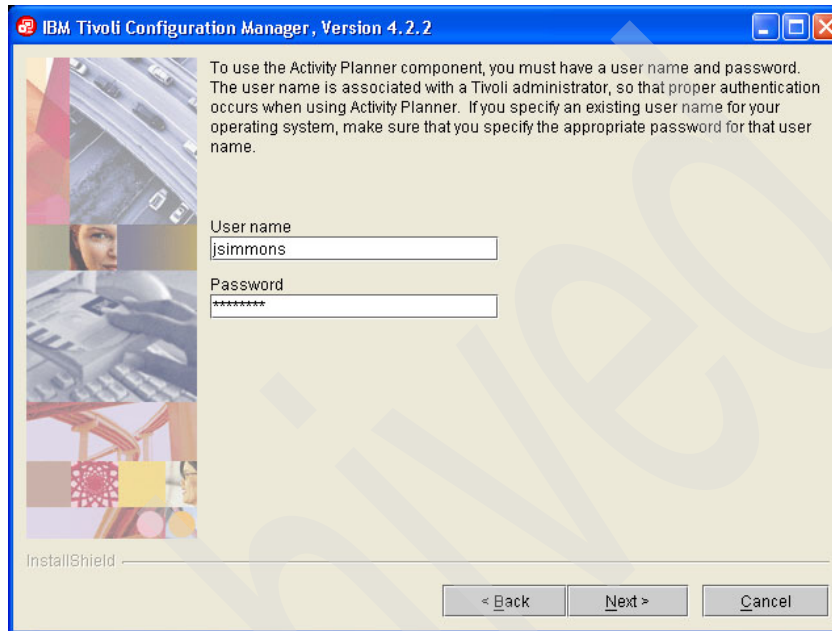 IBM Tivoli Configuration Manager, Version 4.2.2
To use the Activity Planner component, you must have a user name and password.
The user name is associated with a Tivoli administrator, so that proper authentication
occurs when using Activity Planner. If you specify an existing user name for your
operating system, make sure that you specify the appropriate password for that user
name.
User name
jsimmons
Password
********
InstallShield
< Back
Next >
Cancel